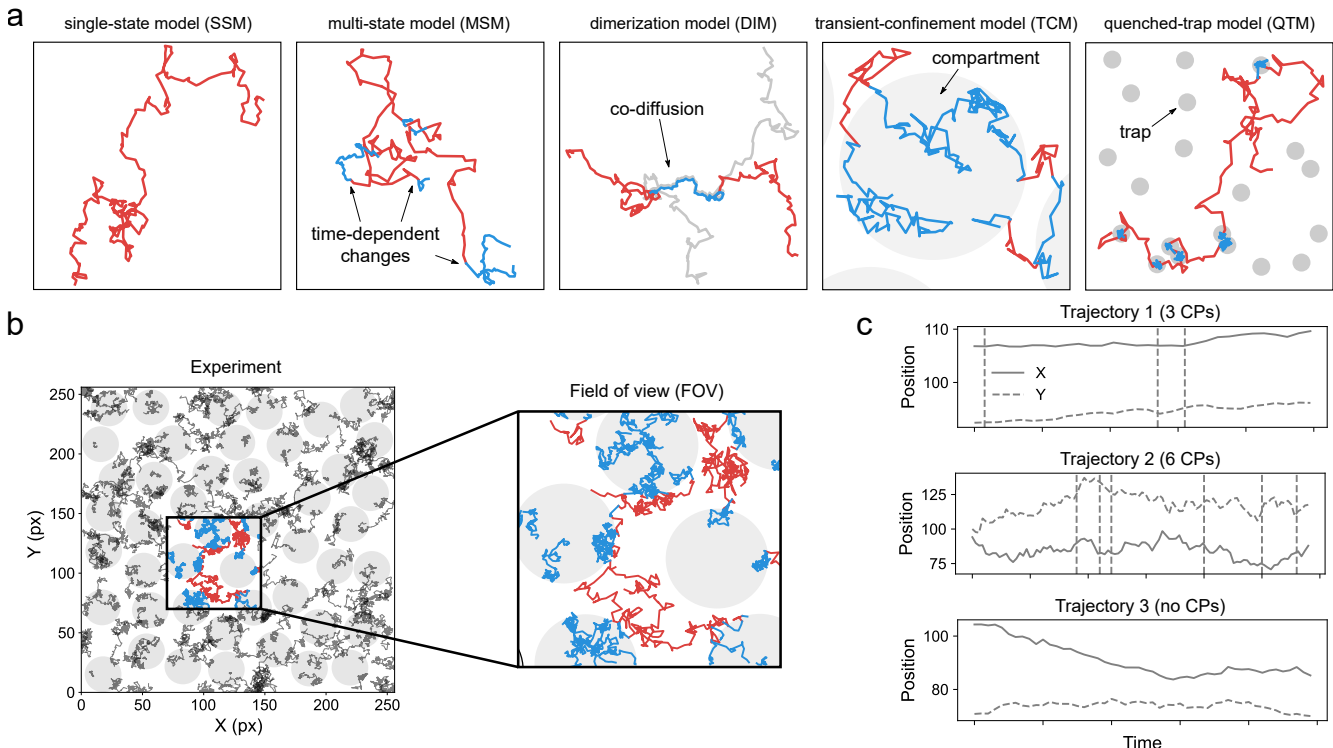 a
single-state model (SSM)
multi-state model (MSM)
dimerization model (DIM)
transient-confinement model (TCM)
quenched-trap model (QTM)
time-dependent
changes
co-diffusion
compartment
trap
b
Experiment
250
200
150
100
50
0
0
50
100
150
200
250
Y (px)
X (px)
Field of view (FOV)
c
Trajectory 1 (3 CPs)
110
100
Position
X
Y
Trajectory 2 (6 CPs)
125
100
75
Position
Trajectory 3 (no CPs)
100
80
Position
Time